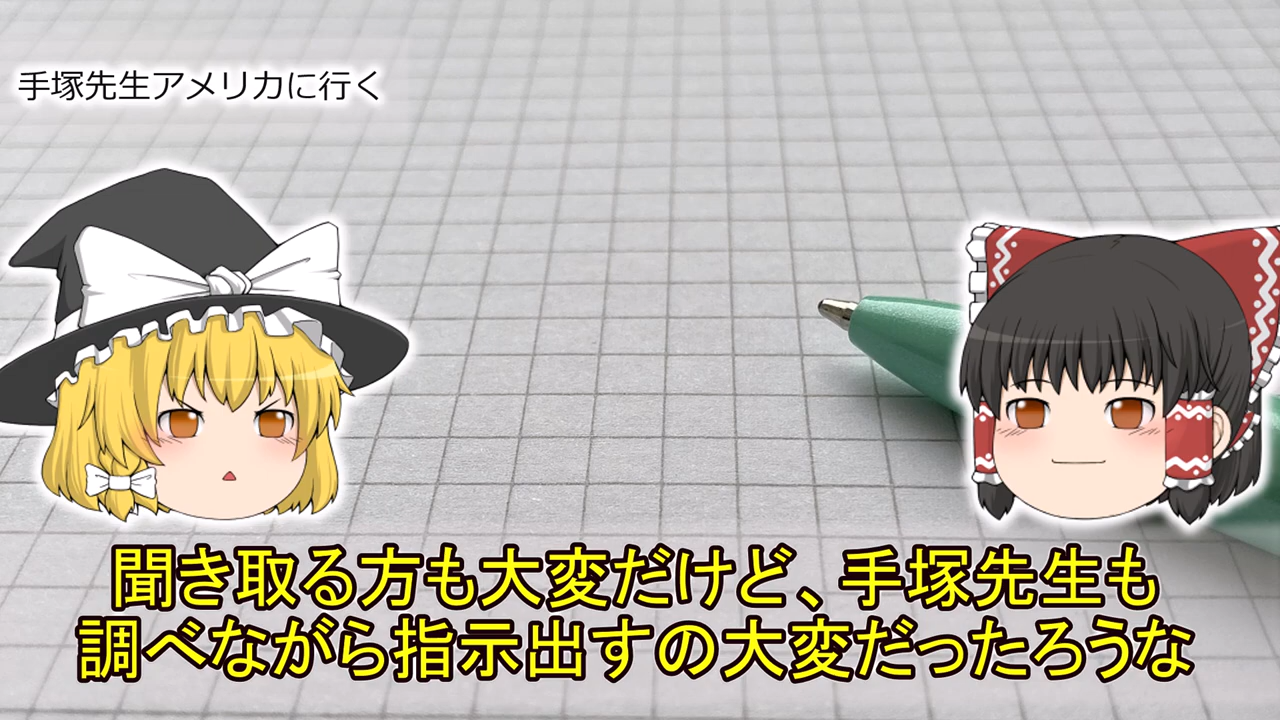 手塚先生アメリカに行く
聞き取る方も大変だけど、手塚先生も
調べながら指示出すの大変だったろうな